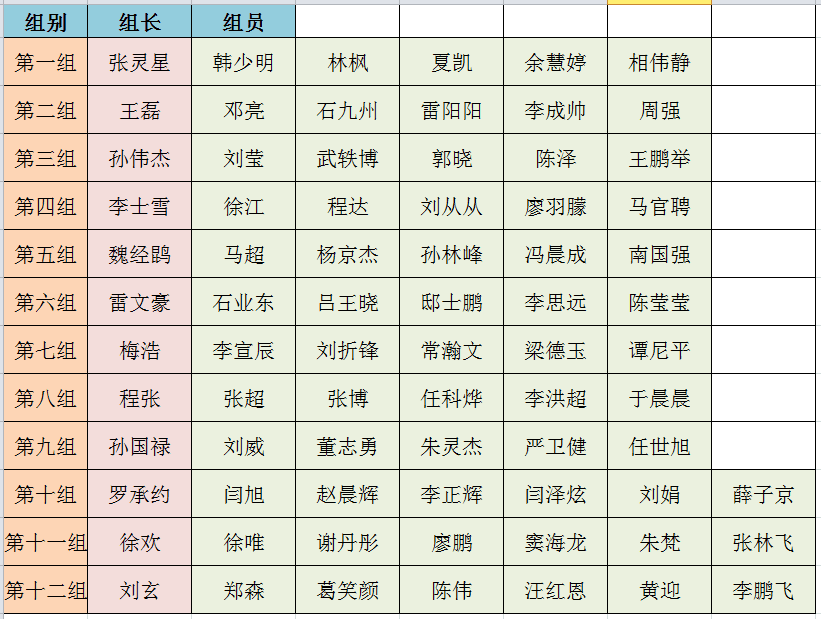 组别 组长 组员
第一组 张灵星 韩少明 林枫 夏凯 余慧婷 相伟静
第二组 王磊 邓亮 石九州 雷阳阳 李成帅 周强
第三组 孙伟杰 刘莹 武轶博 郭晓 陈泽 王鹏举
第四组 李士雪 徐江 程达 刘从从 廖羽朦 马官聘
第五组 魏经鹍 马超 杨京杰 孙林峰 冯晨成 南国强
第六组 雷文豪 石业东 吕王晓 邸士鹏 李思远 陈莹莹
第七组 梅浩 李宣辰 刘折锋 常瀚文 梁德玉 谭尼平
第八组 程张 张超 张博 任科烨 李洪超 于晨晨
第九组 孙国禄 刘威 董志勇 朱灵杰 严卫健 任世旭
第十组 罗承约 闫旭 赵晨辉 李正辉 闫泽炫 刘娟 薛子京
第十一组 徐欢 徐唯 谢丹彤 廖鹏 窦海龙 朱梵 张林飞
第十二组 刘玄 郑森 葛笑颜 陈伟 汪红恩 黄迎 李鹏飞